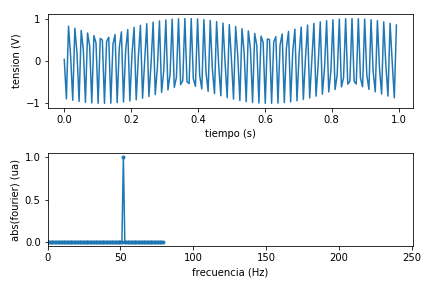 tension (V)
1
0
−1
0.0 0.2 0.4 0.6 0.8 1.0
tiempo (s)
abs(fourier) (ua)
1.0
0.5
0.0
0 50 100 150 200 250
frecuencia (Hz)